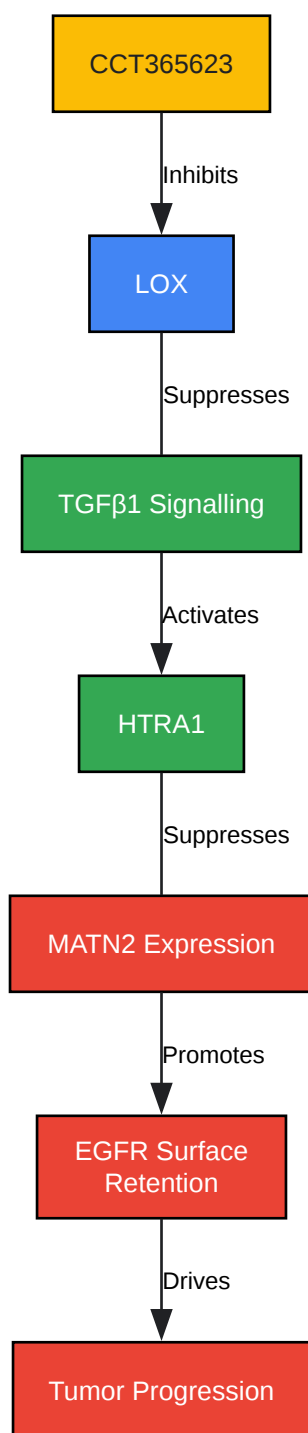 CCT365623
Inhibits
LOX
Suppresses
TGFβ1 Signalling
Activates
HTRA1
Suppresses
MATN2 Expression
Promotes
EGFR Surface
Retention
Drives
Tumor Progression